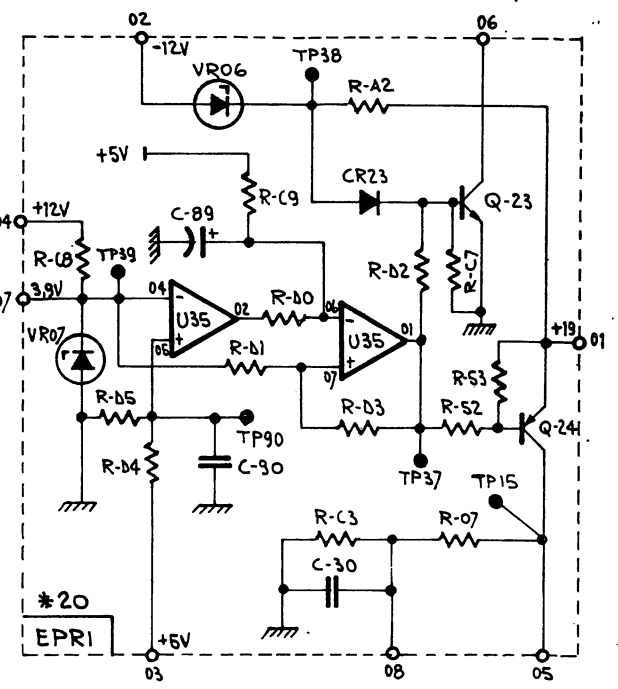 02
06
-12V
TP38
VR06
R-A2
+5V
CR23
C-89
+
R-C9
Q-23
04
+12V
R-C8
TP39
R-D2
R-C7
07
3,9V
04
-
02
R-D0
06
-
01
+19
01
U35
U35
VR07
05
+
R-D1
07
+
R-53
R-D5
R-D3
R-52
Q-24
TP90
R-D4
C-90
TP37
TP15
R-C3
R-07
C-30
*20
EPR1
+5V
03
08
05